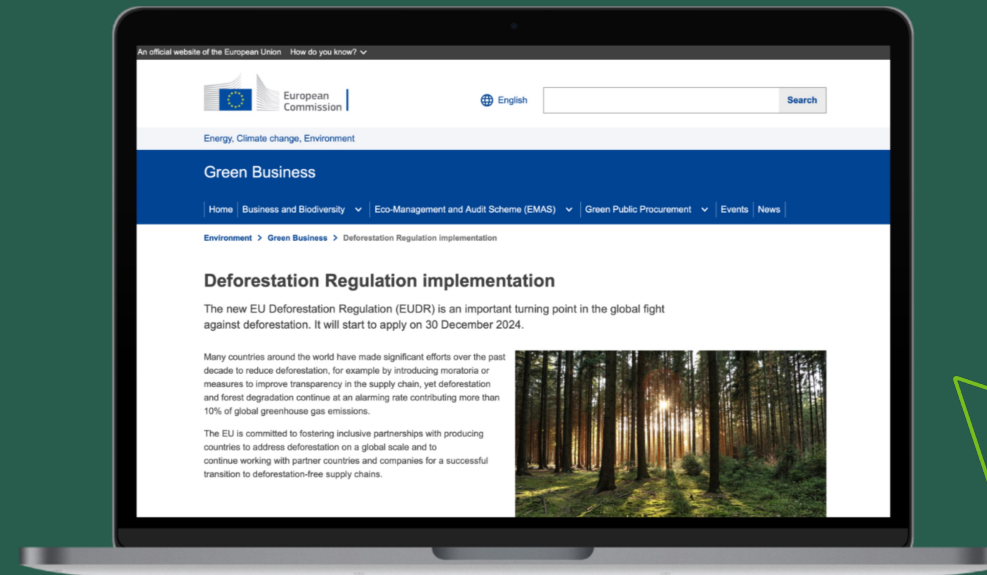 An official website of the European Union How do you know?
European
Commission
English
Search
Energy, Climate change, Environment
Green Business
Home Business and Biodiversity Eco-Management and Audit Scheme (EMAS) Green Public Procurement Events News
Environment > Green Business > Deforestation Regulation implementation
Deforestation Regulation implementation
The new EU Deforestation Regulation (EUDR) is an important turning point in the global fight
against deforestation. It will start to apply on 30 December 2024.
Many countries around the world have made significant efforts over the past
decade to reduce deforestation, for example by introducing moratoria or
measures to improve transparency in the supply chain, yet deforestation
and forest degradation continue at an alarming rate contributing more than
10% of global greenhouse gas emissions.
The EU is committed to fostering inclusive partnerships with producing
countries to address deforestation on a global scale and to
continue working with partner countries and companies for a successful
transition to deforestation-free supply chains.